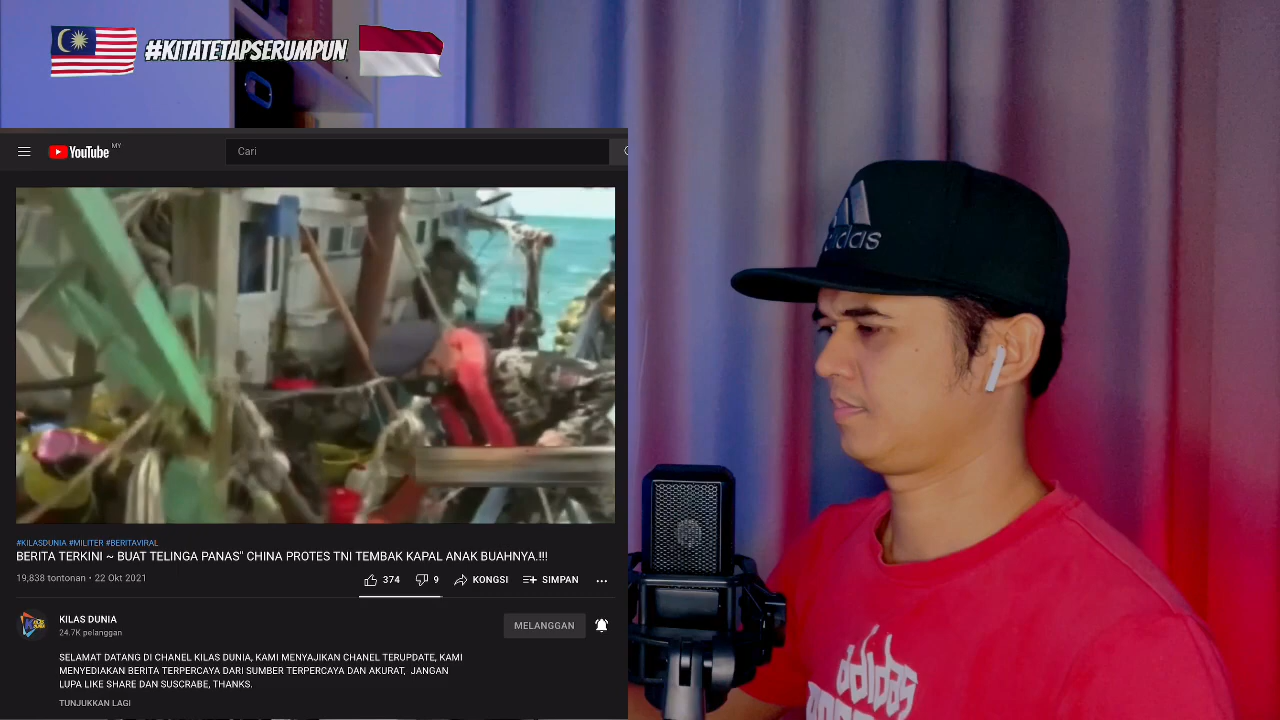 #KITATETAPSERUMPUN
YouTube MY
Cari
#KILASDUNIA #MILITER #BERITAVIRAL
BERITA TERKINI ~ BUAT TELINGA PANAS" CHINA PROTES TNI TEMBAK KAPAL ANAK BUAHNYA.!!!
19,838 tontonan • 22 Okt 2021
374 9 KONGSI SIMPAN
KILAS DUNIA
24.7K pelanggan
MELANGGAN
SELAMAT DATANG DI CHANEL KILAS DUNIA, KAMI MENYAJIKAN CHANEL TERUPDATE, KAMI
MENYEDIAKAN BERITA TERPERCAYA DARI SUMBER TERPERCAYA DAN AKURAT, JANGAN
LUPA LIKE SHARE DAN SUSCRABE, THANKS.
TUNJUKKAN LAGI
adidas
adidas